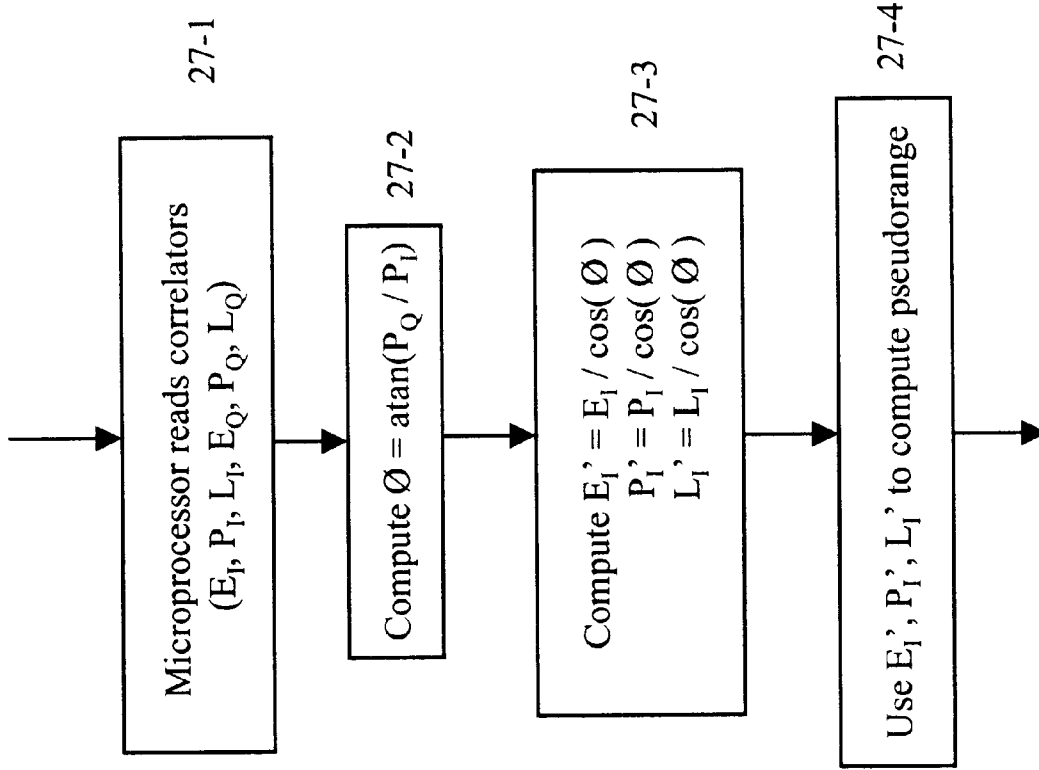 27-1
Microprocessor reads correlators
(E_I, P_I, L_I, E_Q, P_Q, L_Q)
27-2
Compute Ø = atan(P_Q / P_I)
27-3
Compute E_I’ = E_I / cos( Ø )
P_I’ = P_I / cos( Ø )
L_I’ = L_I / cos( Ø )
27-4
Use E_I’, P_I’, L_I’ to compute pseudorange